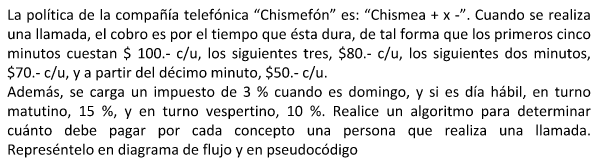 La política de la compañía telefónica “Chismefón” es: “Chismea + x -”. Cuando se realiza
una llamada, el cobro es por el tiempo que ésta dura, de tal forma que los primeros cinco
minutos cuestan $ 100.- c/u, los siguientes tres, $80.- c/u, los siguientes dos minutos,
$70.- c/u, y a partir del décimo minuto, $50.- c/u.
Además, se carga un impuesto de 3 % cuando es domingo, y si es día hábil, en turno
matutino, 15 %, y en turno vespertino, 10 %. Realice un algoritmo para determinar
cuánto debe pagar por cada concepto una persona que realiza una llamada.
Represéntelo en diagrama de flujo y en pseudocódigo